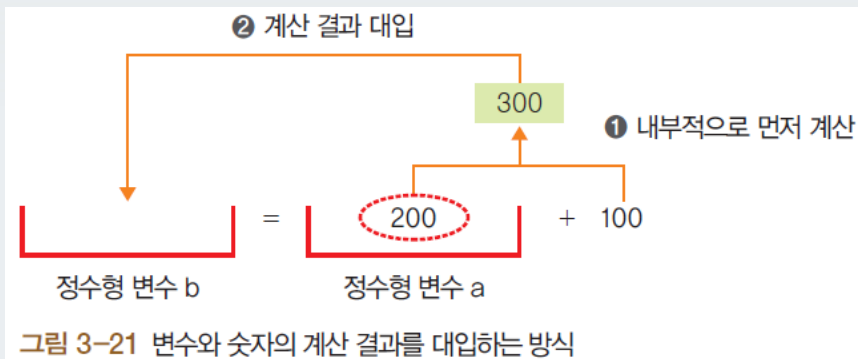 ❷ 계산 결과 대입
300
❶ 내부적으로 먼저 계산
= 200 + 100
정수형 변수 b 정수형 변수 a
그림 3-21 변수와 숫자의 계산 결과를 대입하는 방식